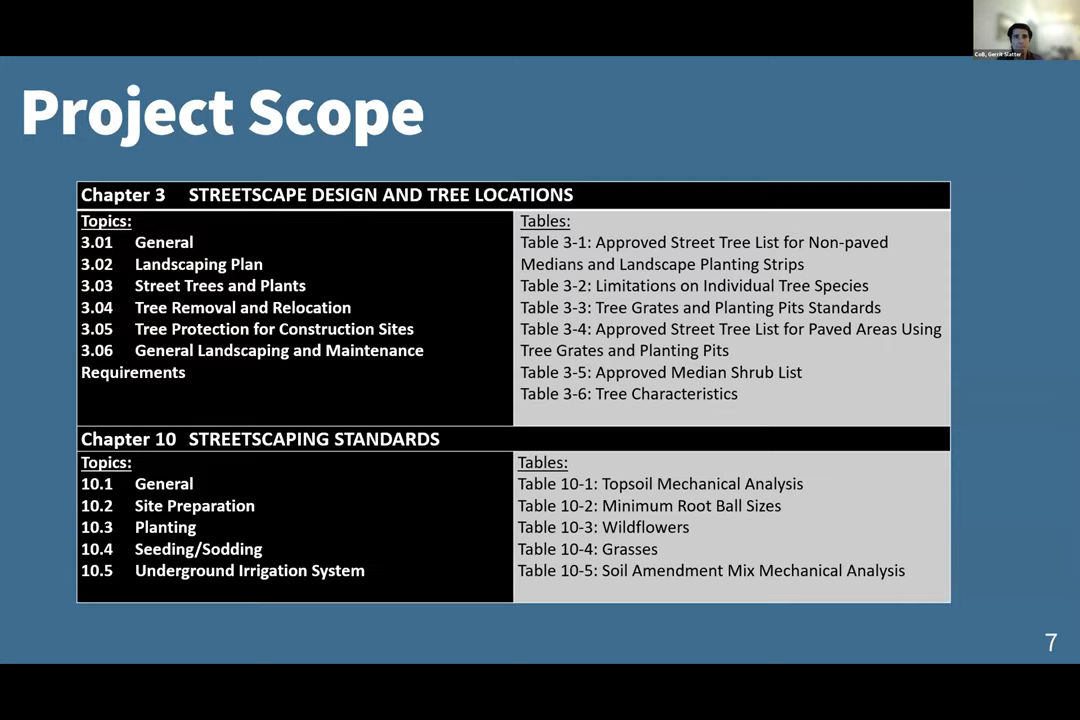 CoB, Gerrit Slatter
Project Scope
Chapter 3 STREETSCAPE DESIGN AND TREE LOCATIONS
Topics:
3.01 General
3.02 Landscaping Plan
3.03 Street Trees and Plants
3.04 Tree Removal and Relocation
3.05 Tree Protection for Construction Sites
3.06 General Landscaping and Maintenance
Requirements
Tables:
Table 3-1: Approved Street Tree List for Non-paved
Medians and Landscape Planting Strips
Table 3-2: Limitations on Individual Tree Species
Table 3-3: Tree Grates and Planting Pits Standards
Table 3-4: Approved Street Tree List for Paved Areas Using
Tree Grates and Planting Pits
Table 3-5: Approved Median Shrub List
Table 3-6: Tree Characteristics
Chapter 10 STREETSCAPING STANDARDS
Topics:
10.1 General
10.2 Site Preparation
10.3 Planting
10.4 Seeding/Sodding
10.5 Underground Irrigation System
Tables:
Table 10-1: Topsoil Mechanical Analysis
Table 10-2: Minimum Root Ball Sizes
Table 10-3: Wildflowers
Table 10-4: Grasses
Table 10-5: Soil Amendment Mix Mechanical Analysis
7